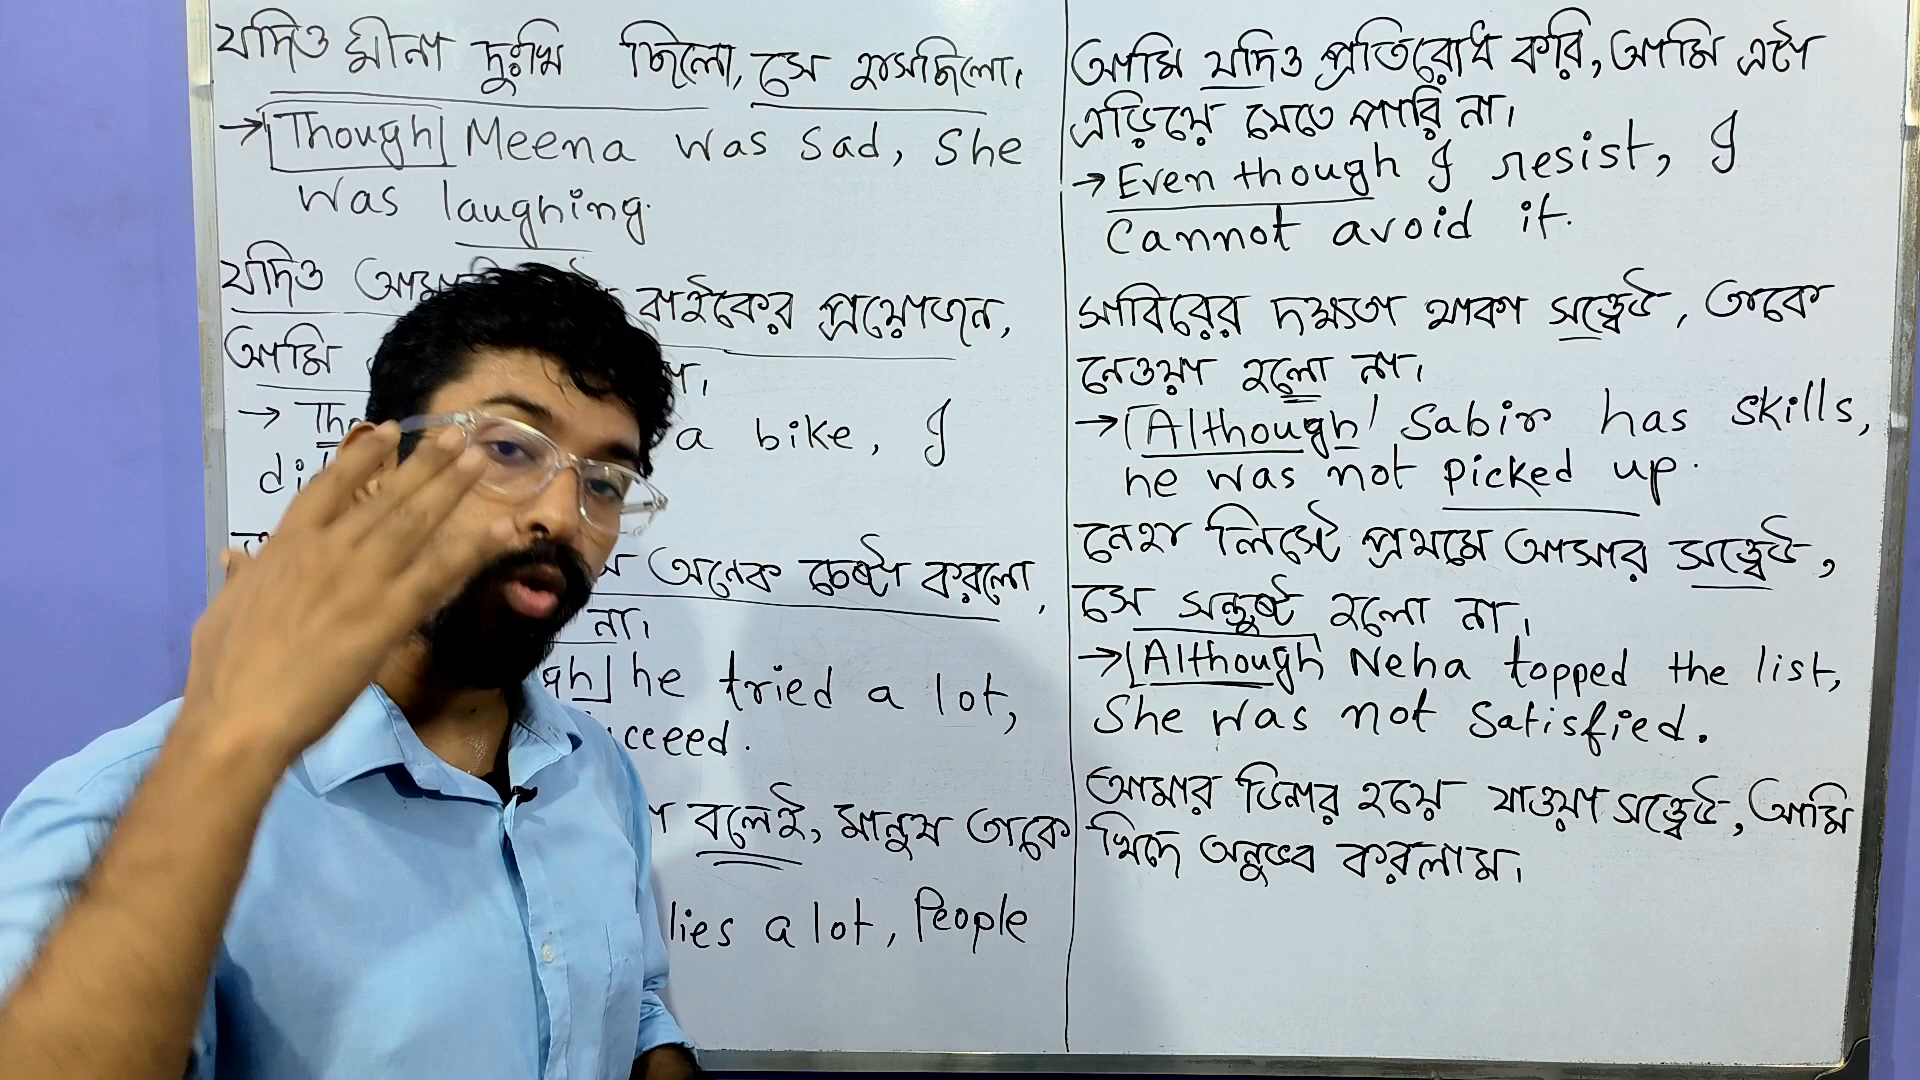 যদিও মীনা দুঃখি ছিলো, সে হাসছিলো।
→ Though Meena was sad, she
was laughing.
যদিও বাইকের প্রয়োজন,
আমি
→ a bike, I
অনেক চেষ্টা করলো,
না।
he tried a lot,
বলেই, মানুষ তাকে
lies a lot, People
আমি যদিও প্রতিরোধ করি, আমি এটা
এড়িয়ে যেতে পারি না।
→ Even though I resist, I
cannot avoid it.
সাবিরের দক্ষতা থাকা সত্ত্বেও, তাকে
নেওয়া হলো না।
→ Although Sabir has skills,
he was not picked up.
নেহা লিস্টে প্রথমে আসার সত্ত্বেও,
সে সন্তুষ্ট হলো না।
→ Although Neha topped the list,
She was not satisfied.
আমার ডিনার হয়ে যাওয়া সত্ত্বেও, আমি
খিদে অনুভব করলাম।